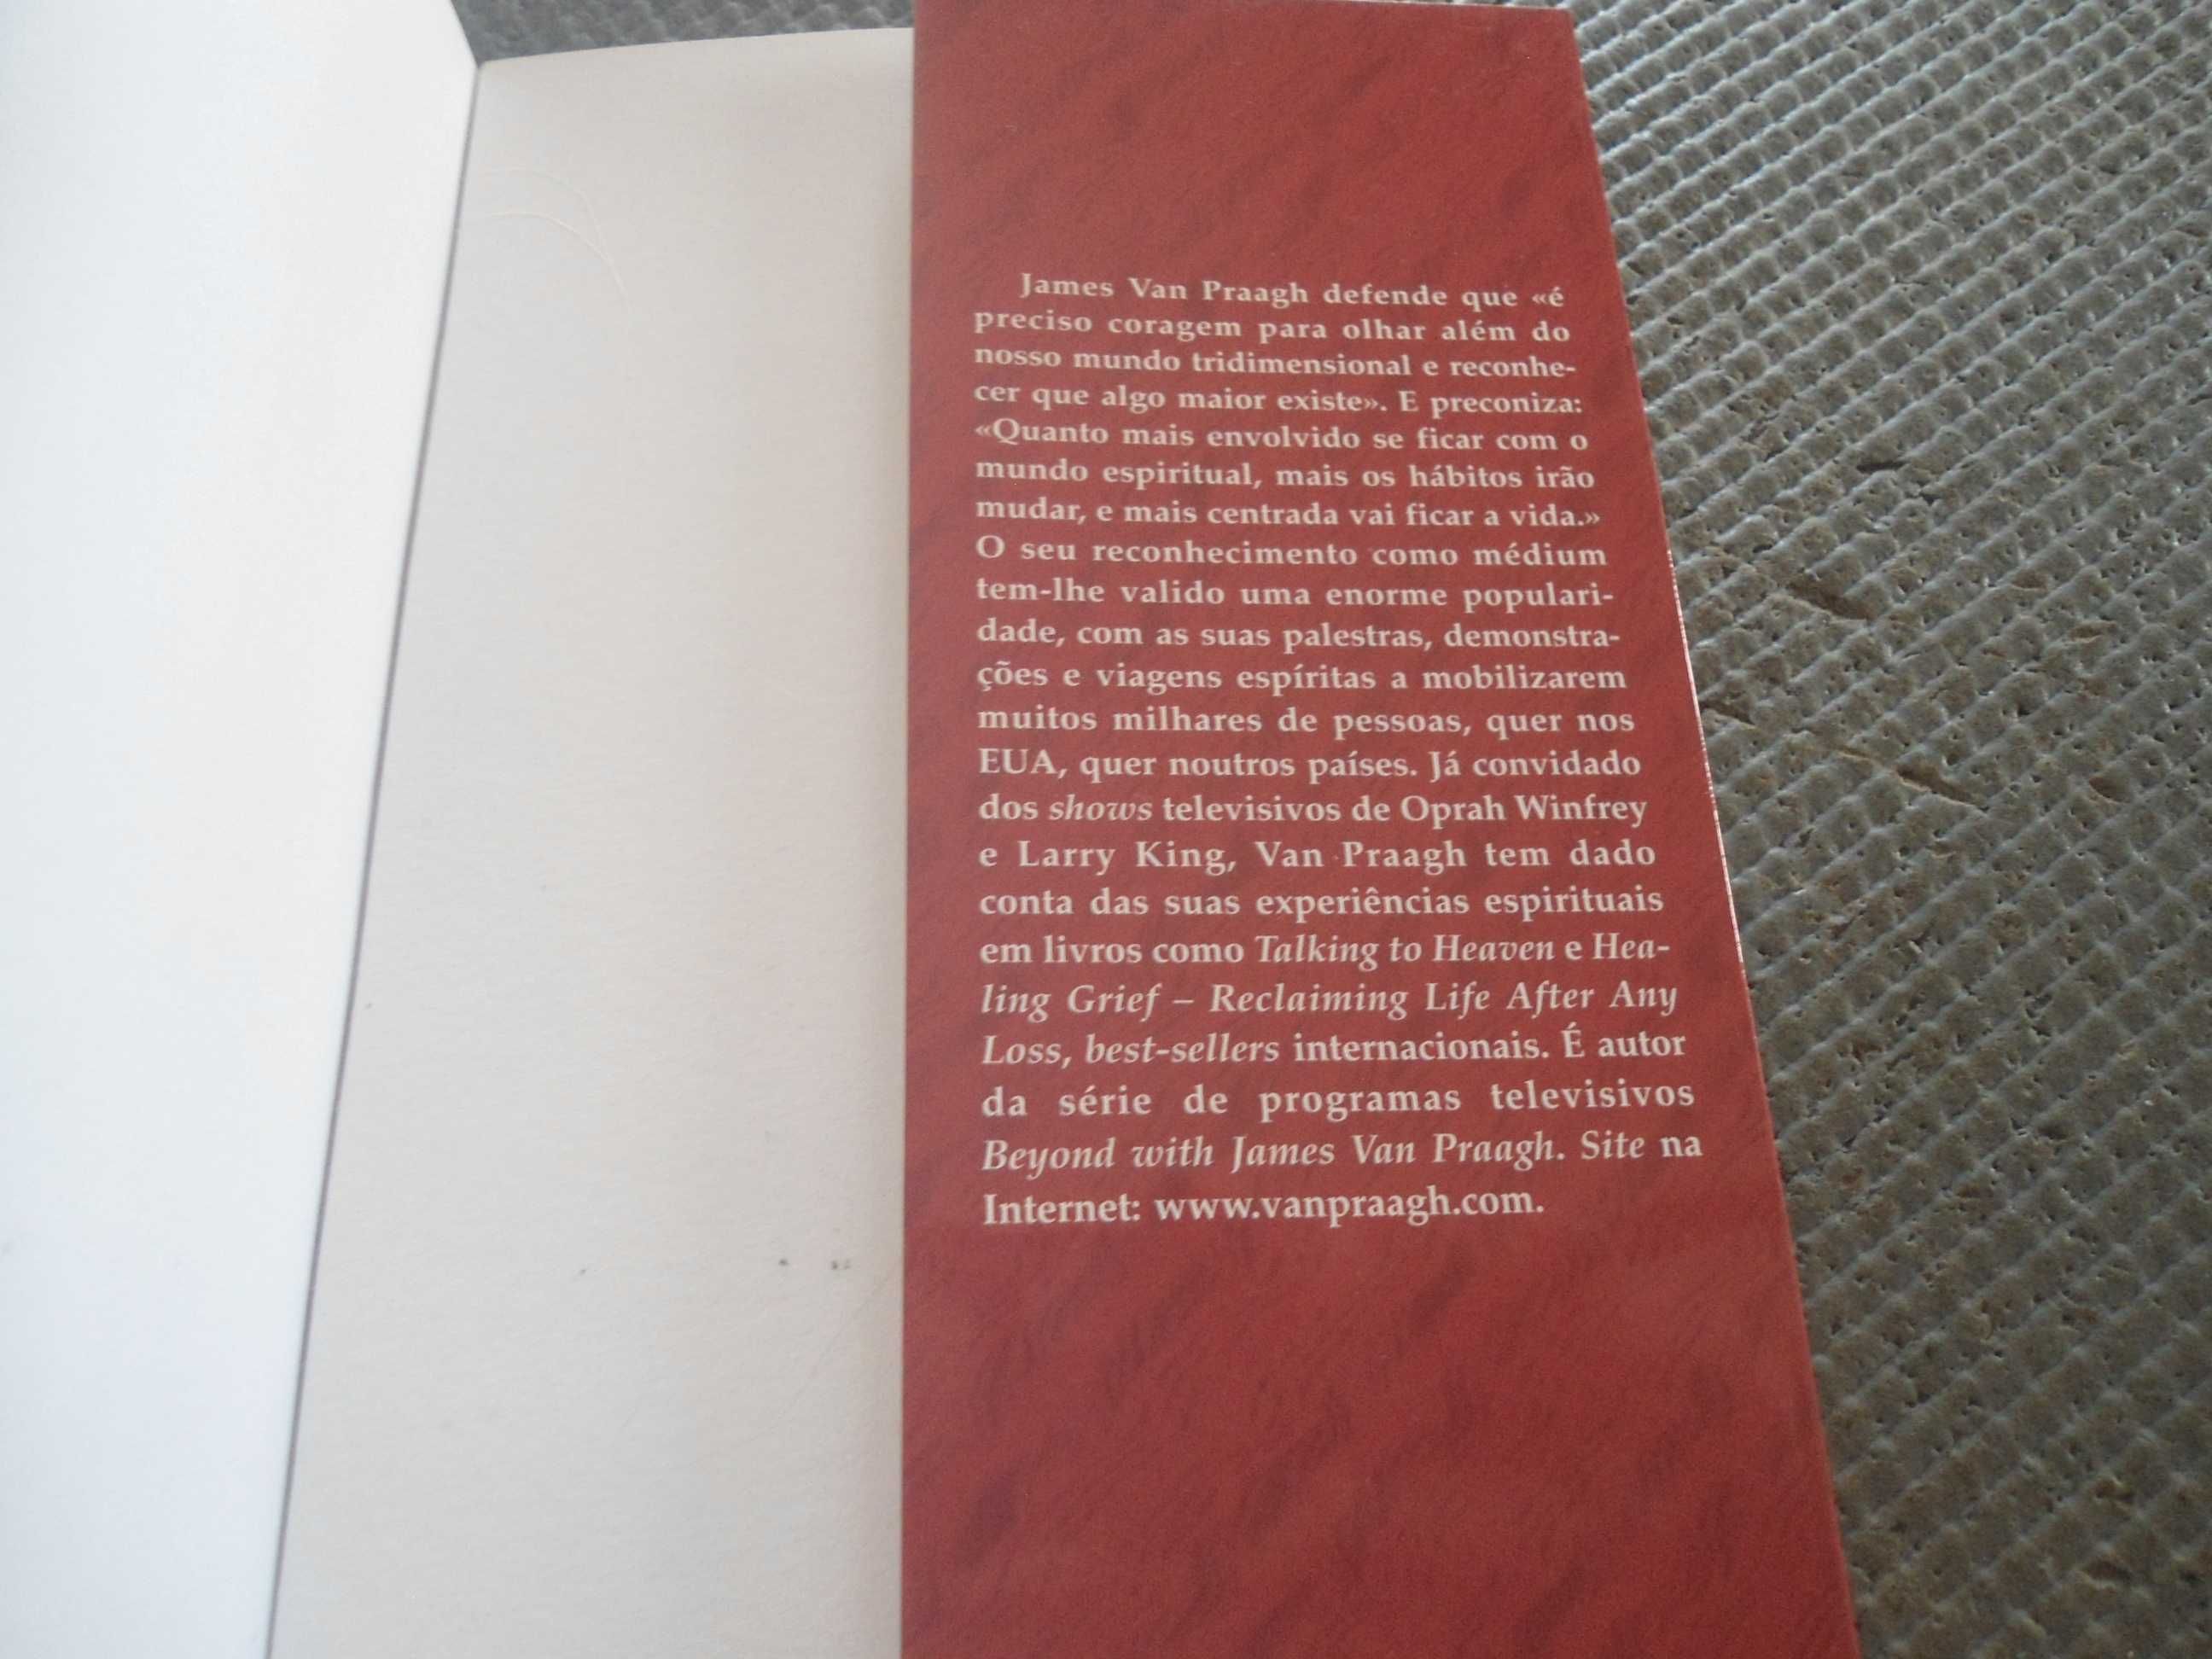 James Van Praagh defende que «é
preciso coragem para olhar além do
nosso mundo tridimensional e reconhe-
cer que algo maior existe». E preconiza:
«Quanto mais envolvido se ficar com o
mundo espiritual, mais os hábitos irão
mudar, e mais centrada vai ficar a vida.»
O seu reconhecimento como médium
tem-lhe valido uma enorme populari-
dade, com as suas palestras, demonstra-
ções e viagens espíritas a mobilizarem
muitos milhares de pessoas, quer nos
EUA, quer noutros países. Já convidado
dos shows televisivos de Oprah Winfrey
e Larry King, Van Praagh tem dado
conta das suas experiências espirituais
em livros como Talking to Heaven e Hea-
ling Grief – Reclaiming Life After Any
Loss, best-sellers internacionais. É autor
da série de programas televisivos
Beyond with James Van Praagh. Site na
Internet: www.vanpraagh.com.